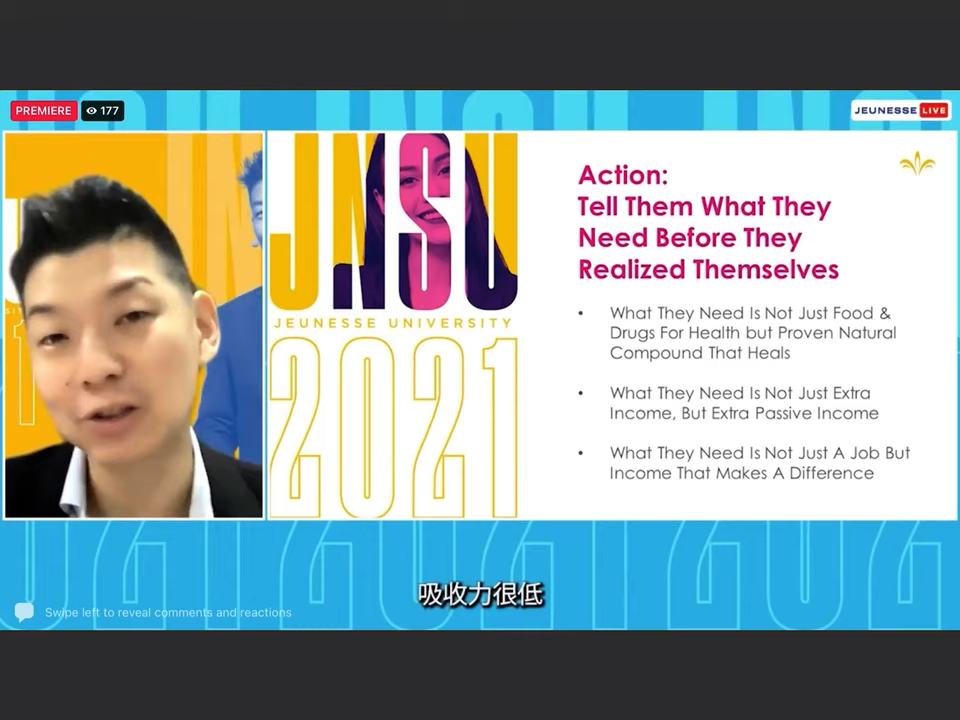 PREMIERE
177
JEUNESSE LIVE
JNSU
JEUNESSE UNIVERSITY
2021
Action:
Tell Them What They
Need Before They
Realized Themselves
• What They Need Is Not Just Food &
Drugs For Health but Proven Natural
Compound That Heals
• What They Need Is Not Just Extra
Income, But Extra Passive Income
• What They Need Is Not Just A Job But
Income That Makes A Difference
吸收力很低
Swipe left to reveal comments and reactions